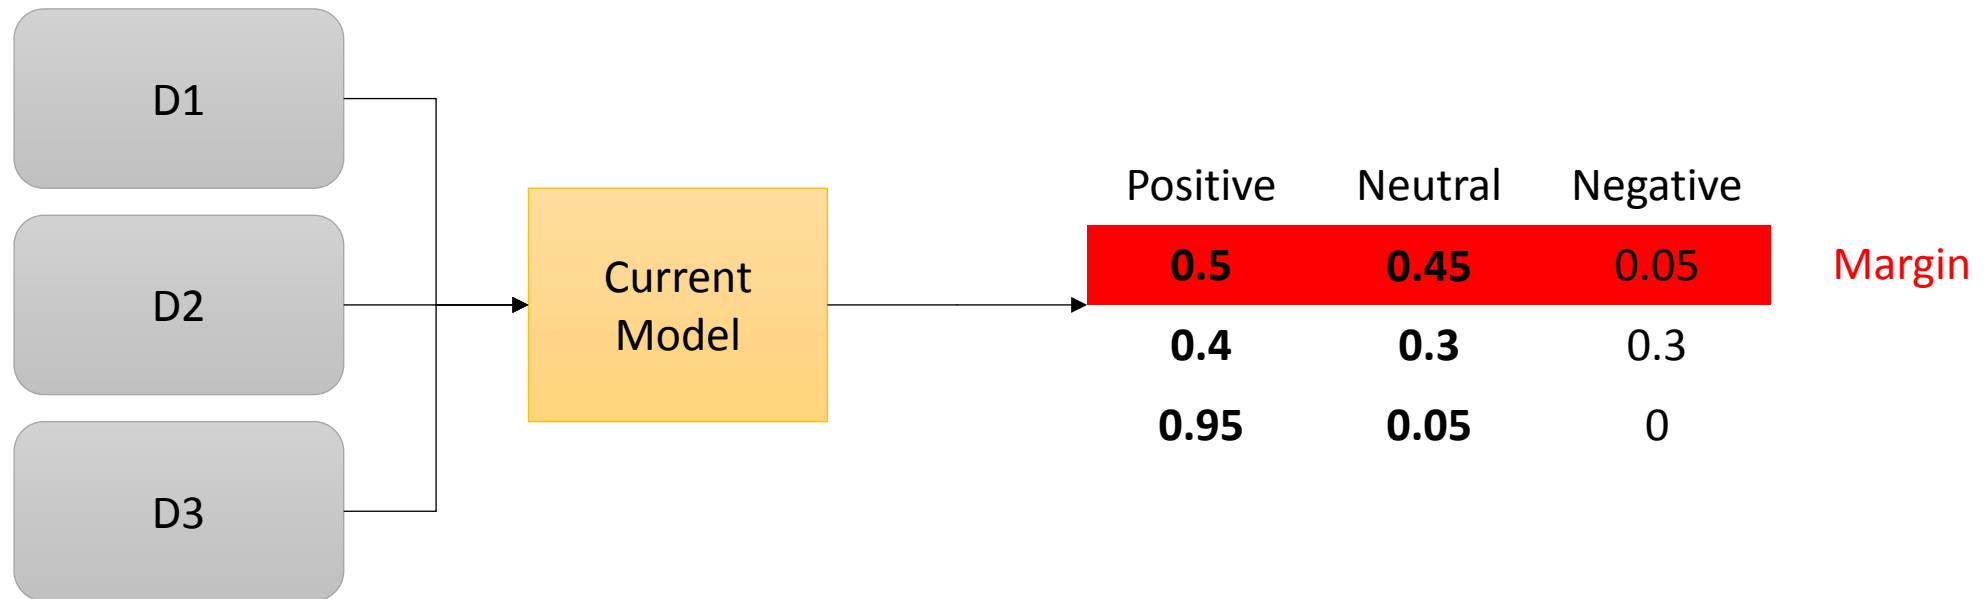 D1
D2
D3
Current
Model
Positive Neutral Negative
0.5 0.45 0.05 Margin
0.4 0.3 0.3
0.95 0.05 0